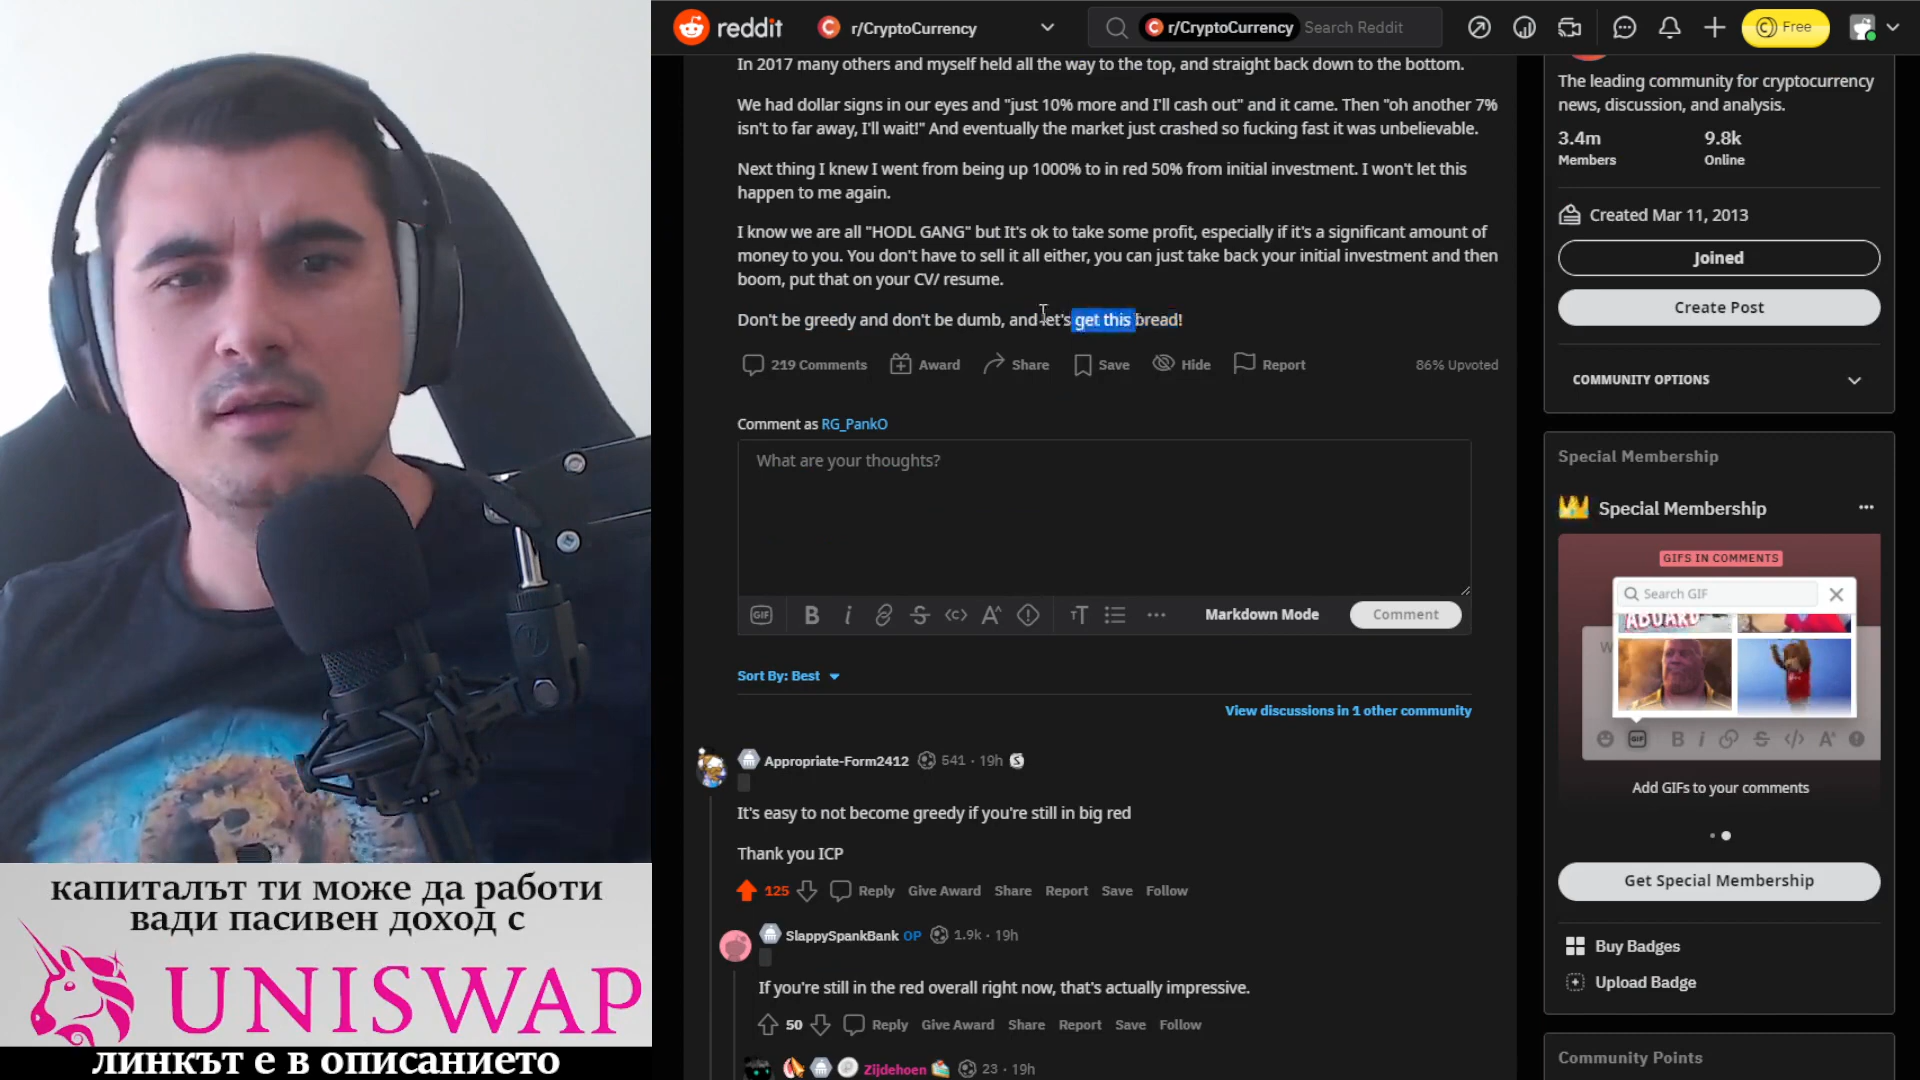 reddit
r/CryptoCurrency
r/CryptoCurrency
Search Reddit
Free
In 2017 many others and myself held all the way to the top, and straight back down to the bottom.
We had dollar signs in our eyes and "just 10% more and I'll cash out" and it came. Then "oh another 7%
isn't to far away, I'll wait!" And eventually the market just crashed so fucking fast it was unbelievable.
Next thing I knew I went from being up 1000% to in red 50% from initial investment. I won't let this
happen to me again.
I know we are all "HODL GANG" but It's ok to take some profit, especially if it's a significant amount of
money to you. You don't have to sell it all either, you can just take back your initial investment and then
boom, put that on your CV/ resume.
Don't be greedy and don't be dumb, and let's get this bread!
219 Comments
Award
Share
Save
Hide
Report
86% Upvoted
Comment as RG_PankO
What are your thoughts?
GIF
Markdown Mode
Comment
Sort By: Best
View discussions in 1 other community
Appropriate-Form2412 541 · 19h
It's easy to not become greedy if you're still in big red
Thank you ICP
125 Reply Give Award Share Report Save Follow
SlappySpankBank OP 1.9k · 19h
If you're still in the red overall right now, that's actually impressive.
50 Reply Give Award Share Report Save Follow
Zijdehoen 23 · 19h
The leading community for cryptocurrency
news, discussion, and analysis.
3.4m
Members
9.8k
Online
Created Mar 11, 2013
Joined
Create Post
COMMUNITY OPTIONS
Special Membership
Special Membership
GIFS IN COMMENTS
Search GIF
GIF
Add GIFs to your comments
Get Special Membership
Buy Badges
Upload Badge
Community Points
капиталът ти може да работи
вади пасивен доход с
UNISWAP
линкът е в описанието